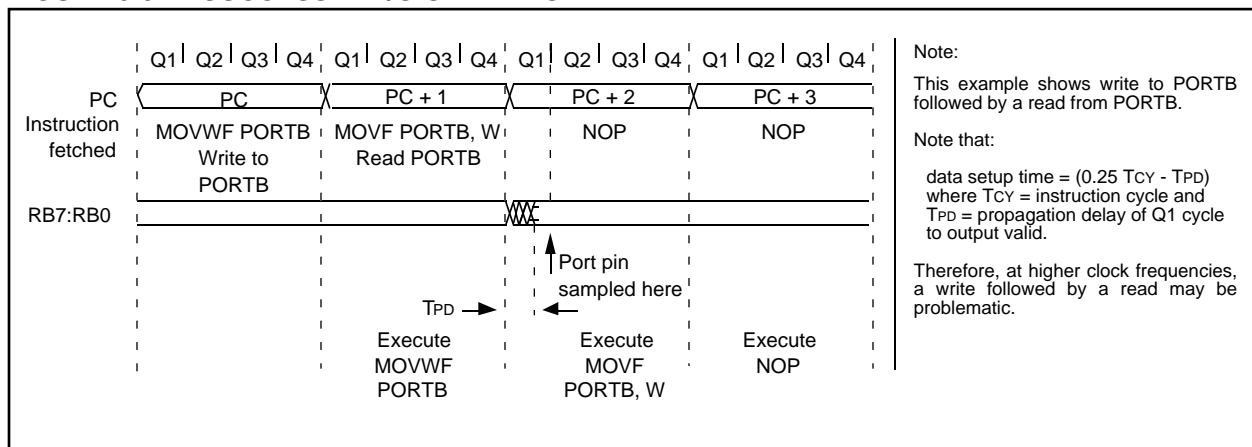 Q1 Q2 Q3 Q4 Q1 Q2 Q3 Q4 Q1 Q2 Q3 Q4 Q1 Q2 Q3 Q4
PC
PC PC + 1 PC + 2 PC + 3
Instruction
fetched
MOVWF PORTB
Write to
PORTB
MOVF PORTB, W
Read PORTB
NOP
NOP
RB7:RB0
Port pin
sampled here
TPD
Execute
MOVWF
PORTB
Execute
MOVF
PORTB, W
Execute
NOP
Note:
This example shows write to PORTB
followed by a read from PORTB.
Note that:
data setup time = (0.25 TCY - TPD)
where TCY = instruction cycle and
TPD = propagation delay of Q1 cycle
to output valid.
Therefore, at higher clock frequencies,
a write followed by a read may be
problematic.